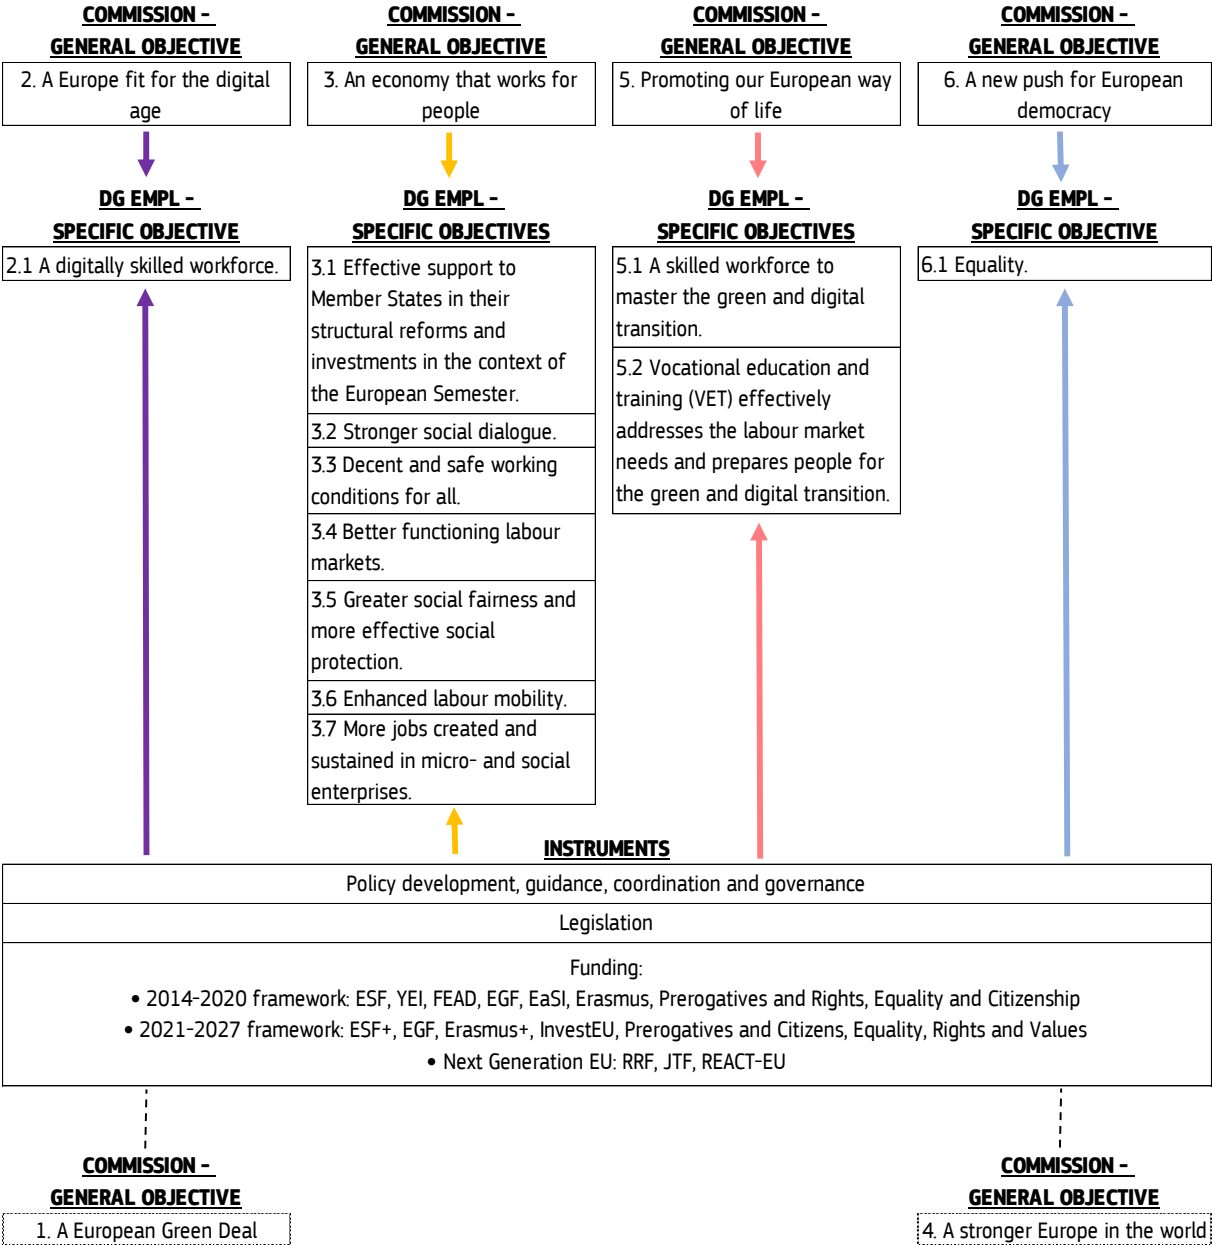 COMMISSION -
GENERAL OBJECTIVE
2. A Europe fit for the digital
age
DG EMPL -
SPECIFIC OBJECTIVE
2.1 A digitally skilled workforce.
COMMISSION -
GENERAL OBJECTIVE
3. An economy that works for
people
DG EMPL -
SPECIFIC OBJECTIVES
3.1 Effective support to
Member States in their
structural reforms and
investments in the context of
the European Semester.
3.2 Stronger social dialogue.
3.3 Decent and safe working
conditions for all.
3.4 Better functioning labour
markets.
3.5 Greater social fairness and
more effective social
protection.
3.6 Enhanced labour mobility.
3.7 More jobs created and
sustained in micro- and social
enterprises.
COMMISSION -
GENERAL OBJECTIVE
5. Promoting our European way
of life
DG EMPL -
SPECIFIC OBJECTIVES
5.1 A skilled workforce to
master the green and digital
transition.
5.2 Vocational education and
training (VET) effectively
addresses the labour market
needs and prepares people for
the green and digital transition.
COMMISSION -
GENERAL OBJECTIVE
6. A new push for European
democracy
DG EMPL -
SPECIFIC OBJECTIVE
6.1 Equality.
INSTRUMENTS
Policy development, guidance, coordination and governance
Legislation
Funding:
• 2014-2020 framework: ESF, YEI, FEAD, EGF, EaSI, Erasmus, Prerogatives and Rights, Equality and Citizenship
• 2021-2027 framework: ESF+, EGF, Erasmus+, InvestEU, Prerogatives and Citizens, Equality, Rights and Values
• Next Generation EU: RRF, JTF, REACT-EU
COMMISSION -
GENERAL OBJECTIVE
1. A European Green Deal
COMMISSION -
GENERAL OBJECTIVE
4. A stronger Europe in the world